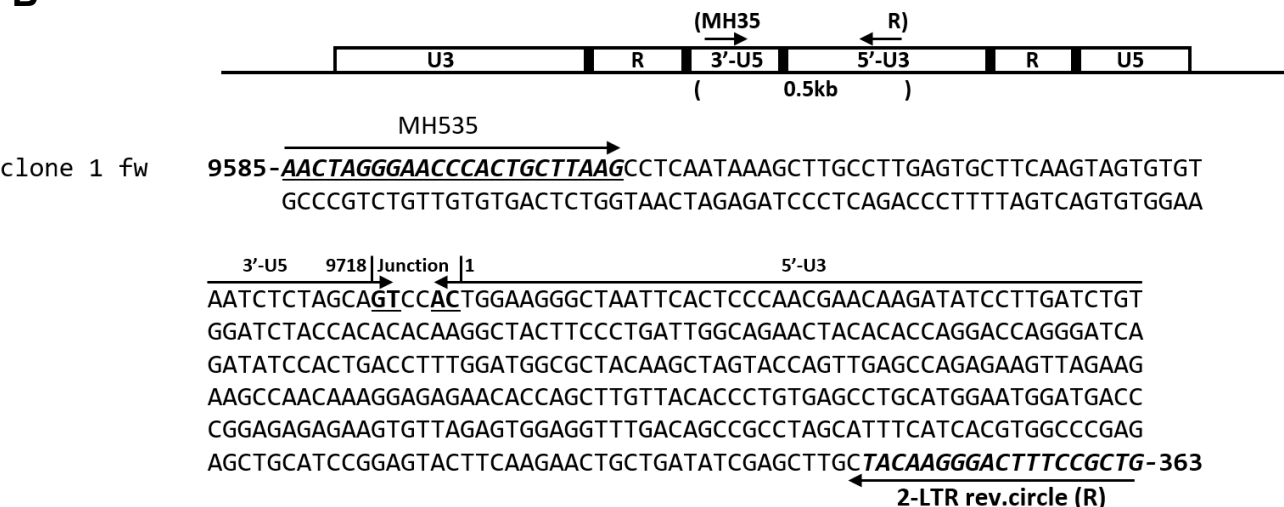 B
(MH35 R)
U3 R 3’-U5 5’-U3 R U5
( 0.5kb )
MH535
clone 1 fw 9585-AACTAGGGAACCCACTGCTTAAGCCTCAATAAAGCTTGCCTTGAGTGCTTCAAGTAGTGTGT
GCCCGTCTGTTGTGTGACTCTGGTAACTAGAGATCCCTCAGACCCTTTTAGTCAGTGTGGAA
3’-U5 9718| Junction |1 5’-U3
AATCTCTAGCAGTCCACTGGAAGGGCTAATTCACTCCCAACGAACAAGATATCCTTGATCTGT
GGATCTACCACACACAAGGCTACTTCCCTGATTGGCAGAACTACACACCAGGACCAGGGATCA
GATATCCACTGACCTTTGGATGGCGCTACAAGCTAGTACCAGTTGAGCCAGAGAAGTTAGAAG
AAGCCAACAAAGGAGAGAACACCAGCTTGTTACACCCTGTGAGCCTGCATGGAATGGATGACC
CGGAGAGAGAAGTGTTAGAGTGGAGGTTTGACAGCCGCCTAGCATTTCATCACGTGGCCCGAG
AGCTGCATCCGGAGTACTTCAAGAACTGCTGATATCGAGCTTGCTACAAGGGACTTTCCGCTG-363
2-LTR rev.circle (R)